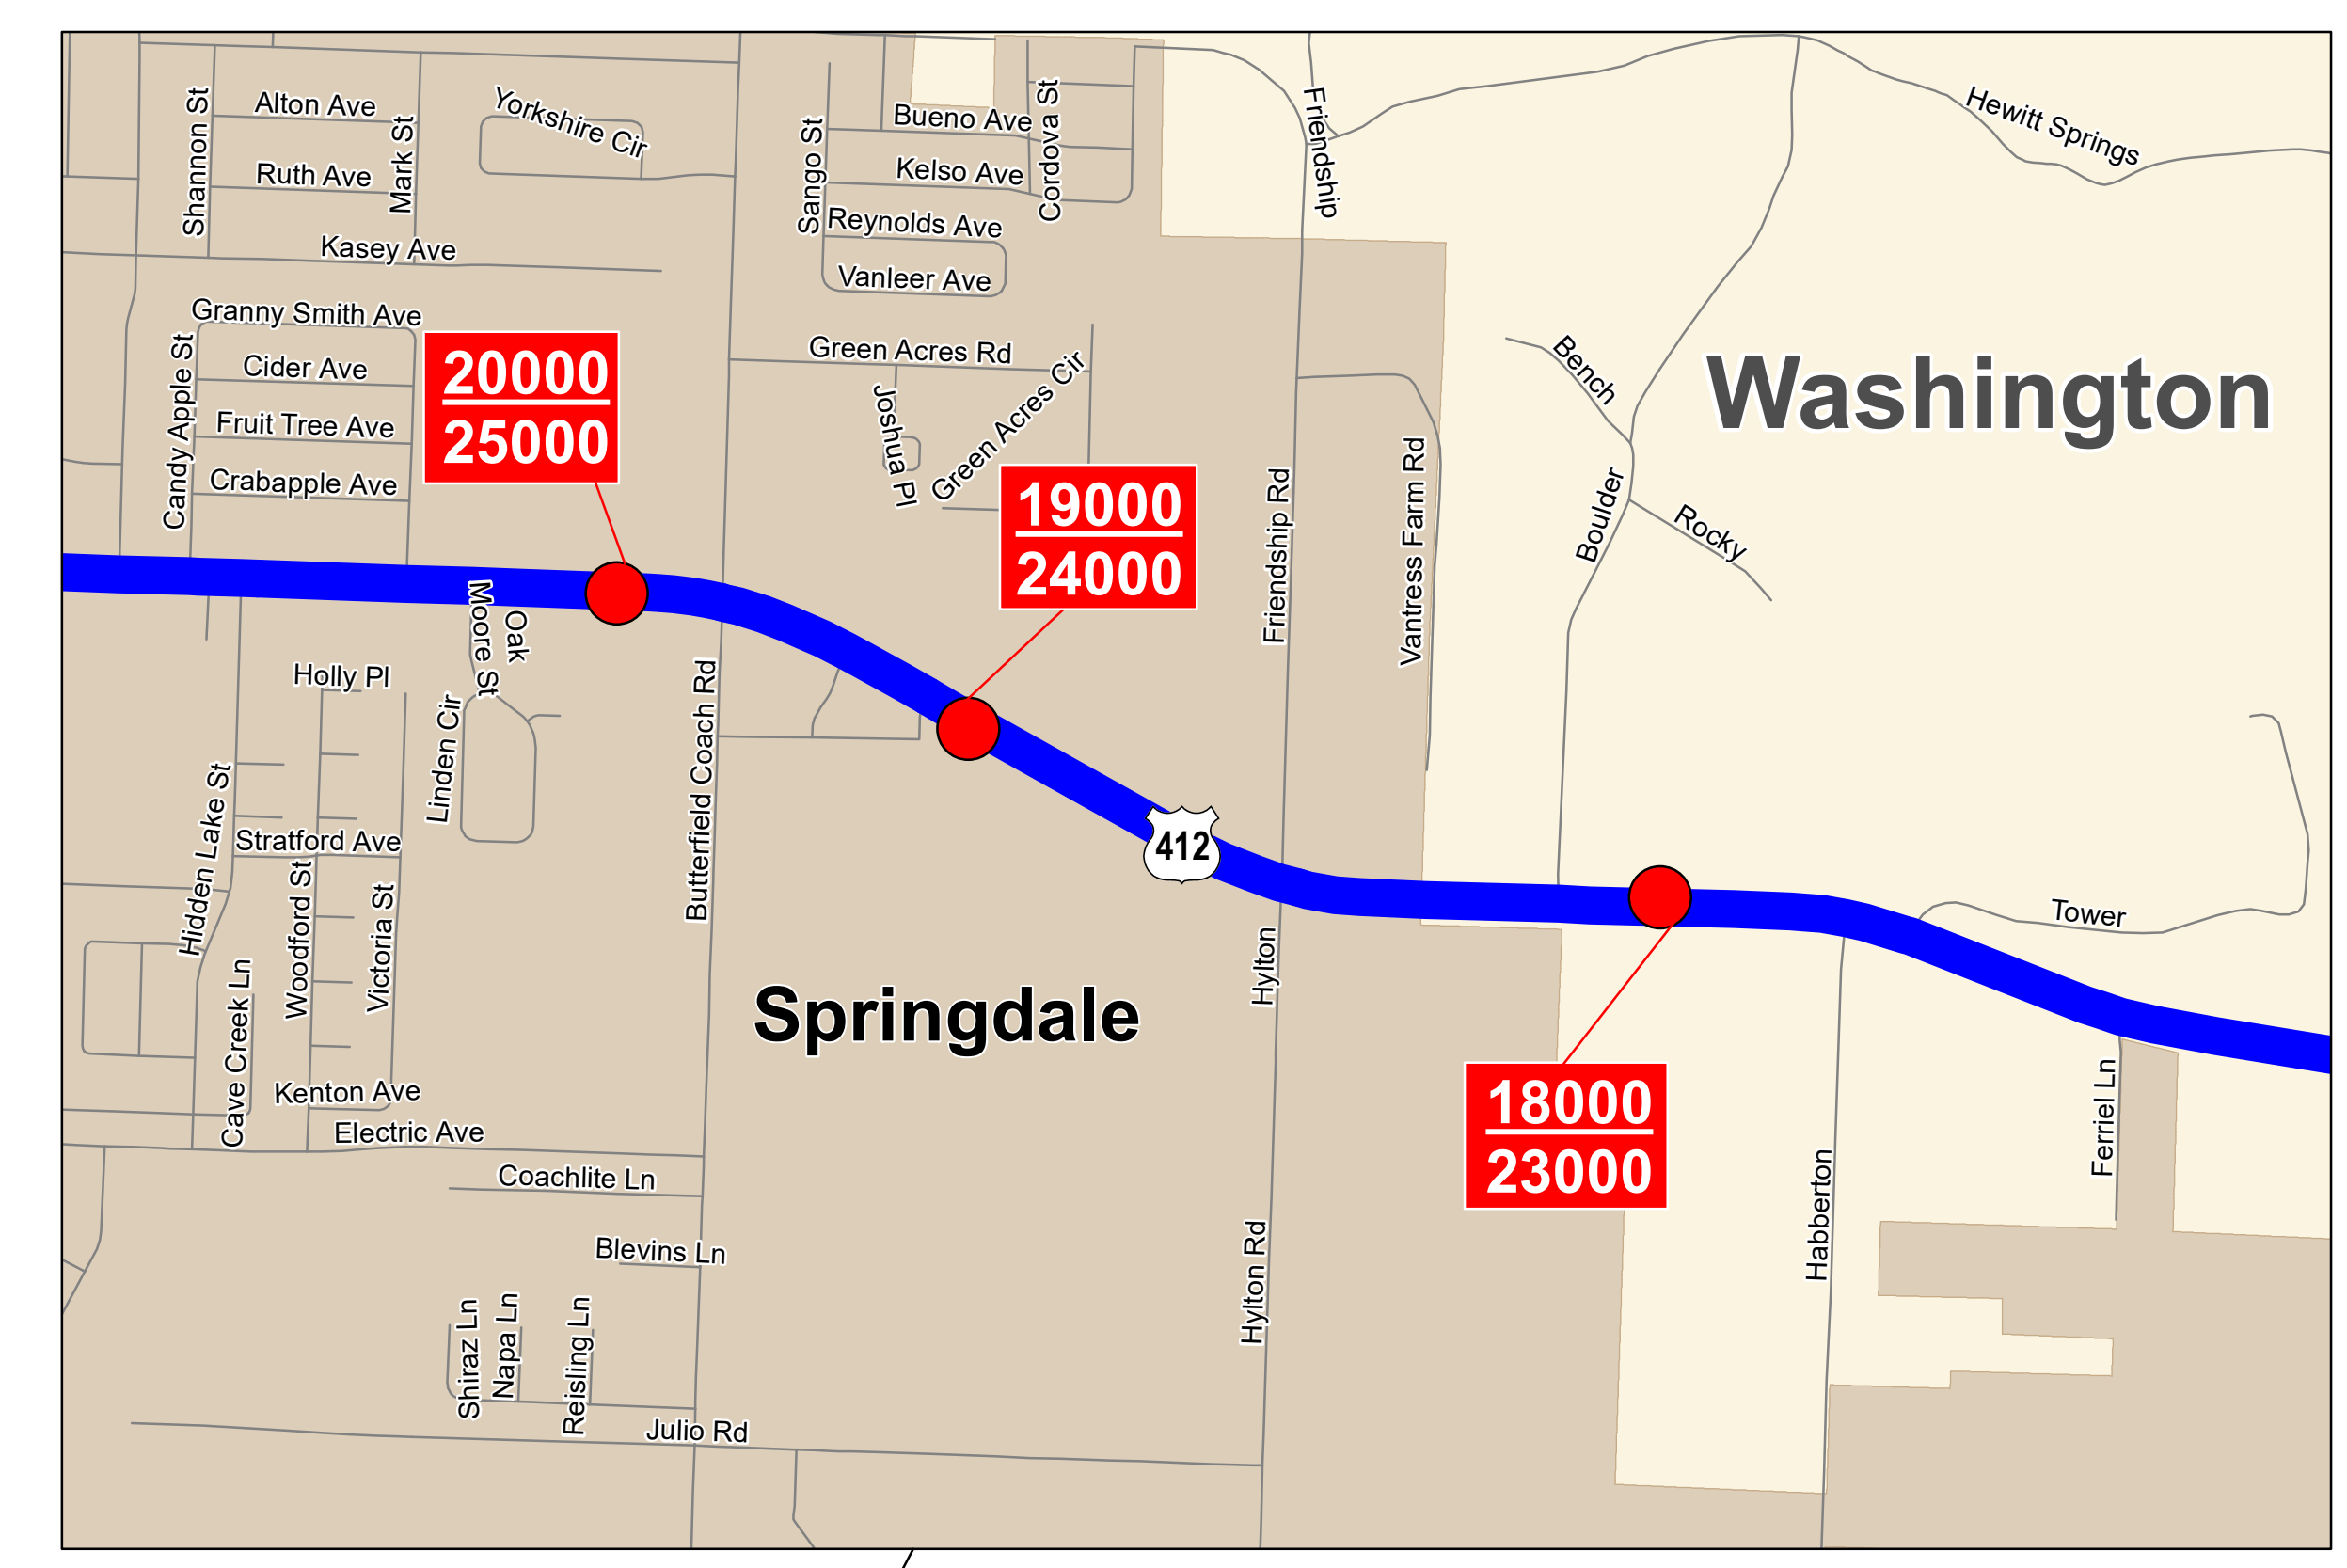 Alton Ave
Yorkshire Cir
Bueno Ave
Cordova St
Friendship
Hewitt Springs
Shannon St
Mark St
Sango St
Ruth Ave
Kelso Ave
Kasey Ave
Reynolds Ave
Vanleer Ave
Granny Smith Ave
Cider Ave
Candy Apple St
Fruit Tree Ave
Crabapple Ave
20000
25000
Green Acres Rd
Joshua Pl
Green Acres Cir
19000
24000
Bench
Washington
Friendship Rd
Vantress Farm Rd
Boulder
Rocky
Moore St
Oak
Holly Pl
Linden Cir
Butterfield Coach Rd
Hidden Lake St
Stratford Ave
Woodford St
Victoria St
412
Tower
Hylton
Springdale
Cave Creek Ln
Kenton Ave
Electric Ave
Coachlite Ln
18000
23000
Ferriel Ln
Habberton
Blevins Ln
Hylton Rd
Shiraz Ln
Napa Ln
Reisling Ln
Julio Rd